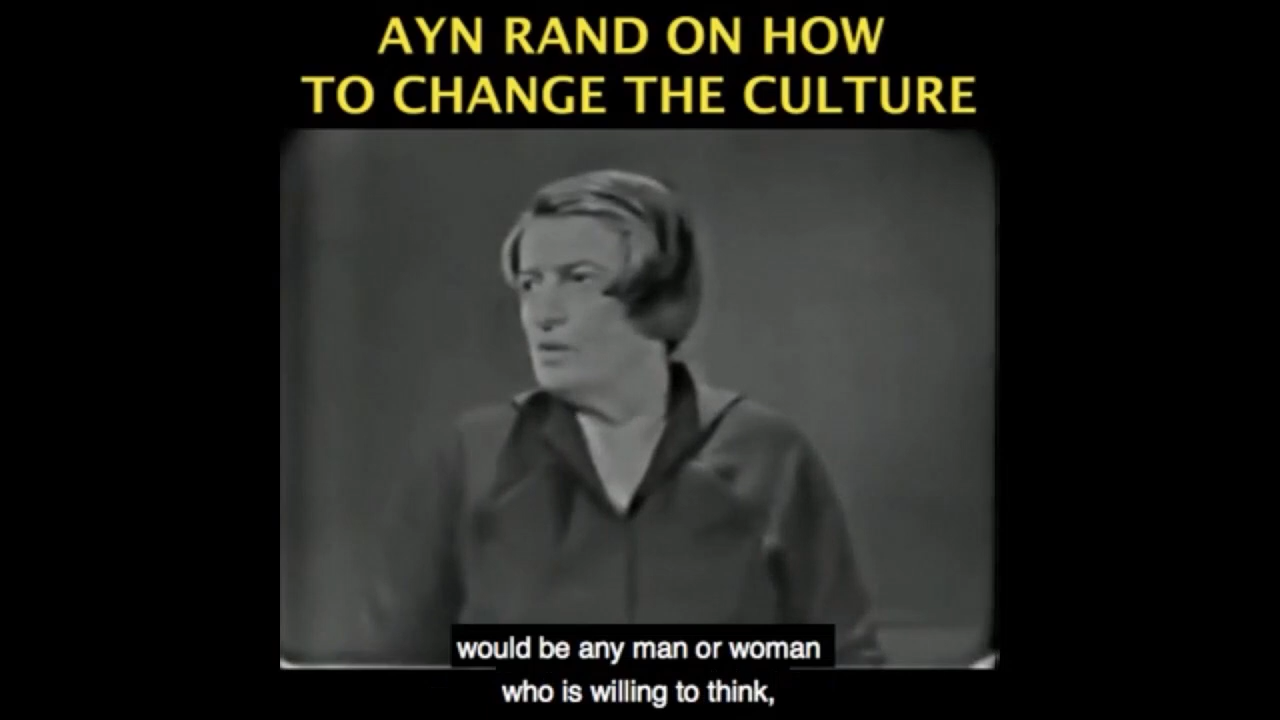 AYN RAND ON HOW
TO CHANGE THE CULTURE
would be any man or woman
who is willing to think,